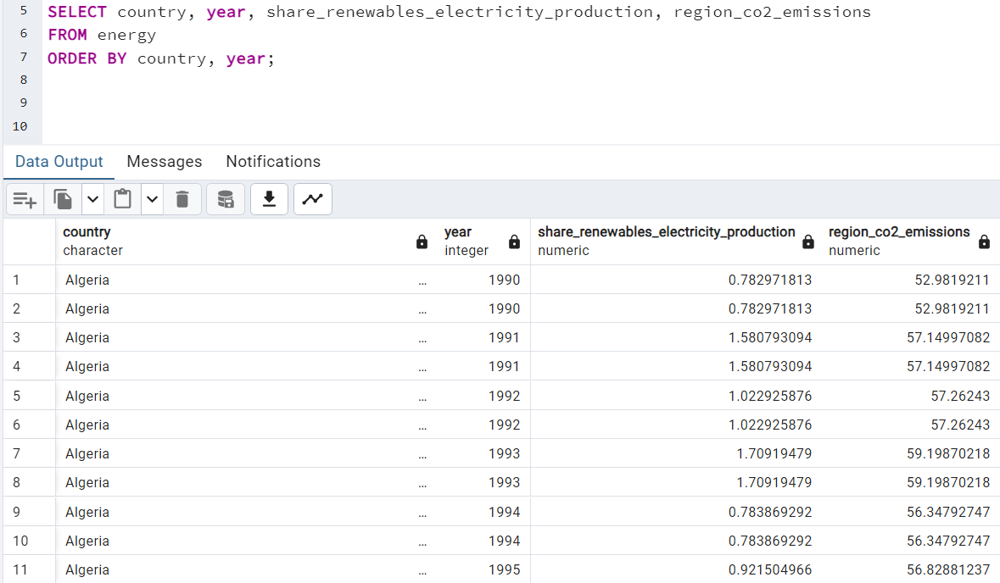 5 SELECT country, year, share_renewables_electricity_production, region_co2_emissions
6 FROM energy
7 ORDER BY country, year;
8
9
10
Data Output Messages Notifications
country year share_renewables_electricity_production region_co2_emissions
character integer numeric numeric
1 Algeria ... 1990 0.782971813 52.9819211
2 Algeria ... 1990 0.782971813 52.9819211
3 Algeria ... 1991 1.580793094 57.14997082
4 Algeria ... 1991 1.580793094 57.14997082
5 Algeria ... 1992 1.022925876 57.26243
6 Algeria ... 1992 1.022925876 57.26243
7 Algeria ... 1993 1.70919479 59.19870218
8 Algeria ... 1993 1.70919479 59.19870218
9 Algeria ... 1994 0.783869292 56.34792747
10 Algeria ... 1994 0.783869292 56.34792747
11 Algeria ... 1995 0.921504966 56.82881237